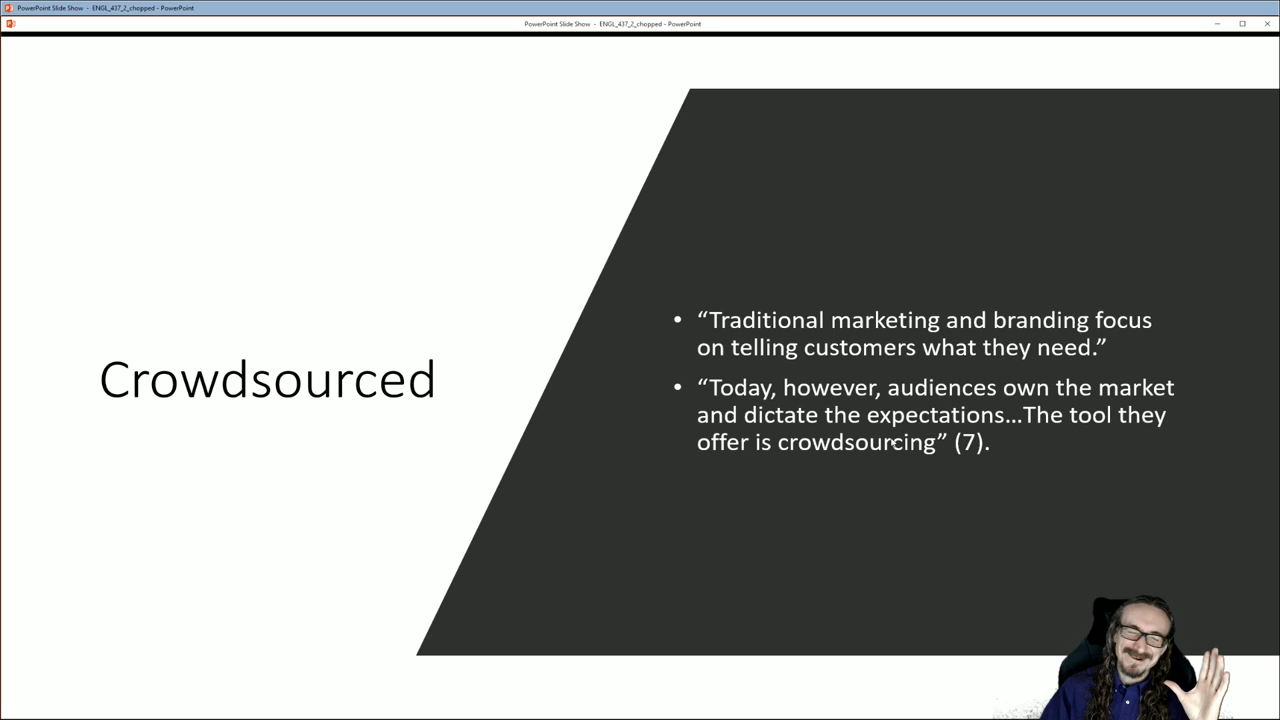 PowerPoint Slide Show - ENGL_437_2_chopped - PowerPoint
PowerPoint Slide Show - ENGL_437_2_chopped - PowerPoint
Crowdsourced
• “Traditional marketing and branding focus
on telling customers what they need.”
• “Today, however, audiences own the market
and dictate the expectations...The tool they
offer is crowdsourcing” (7).